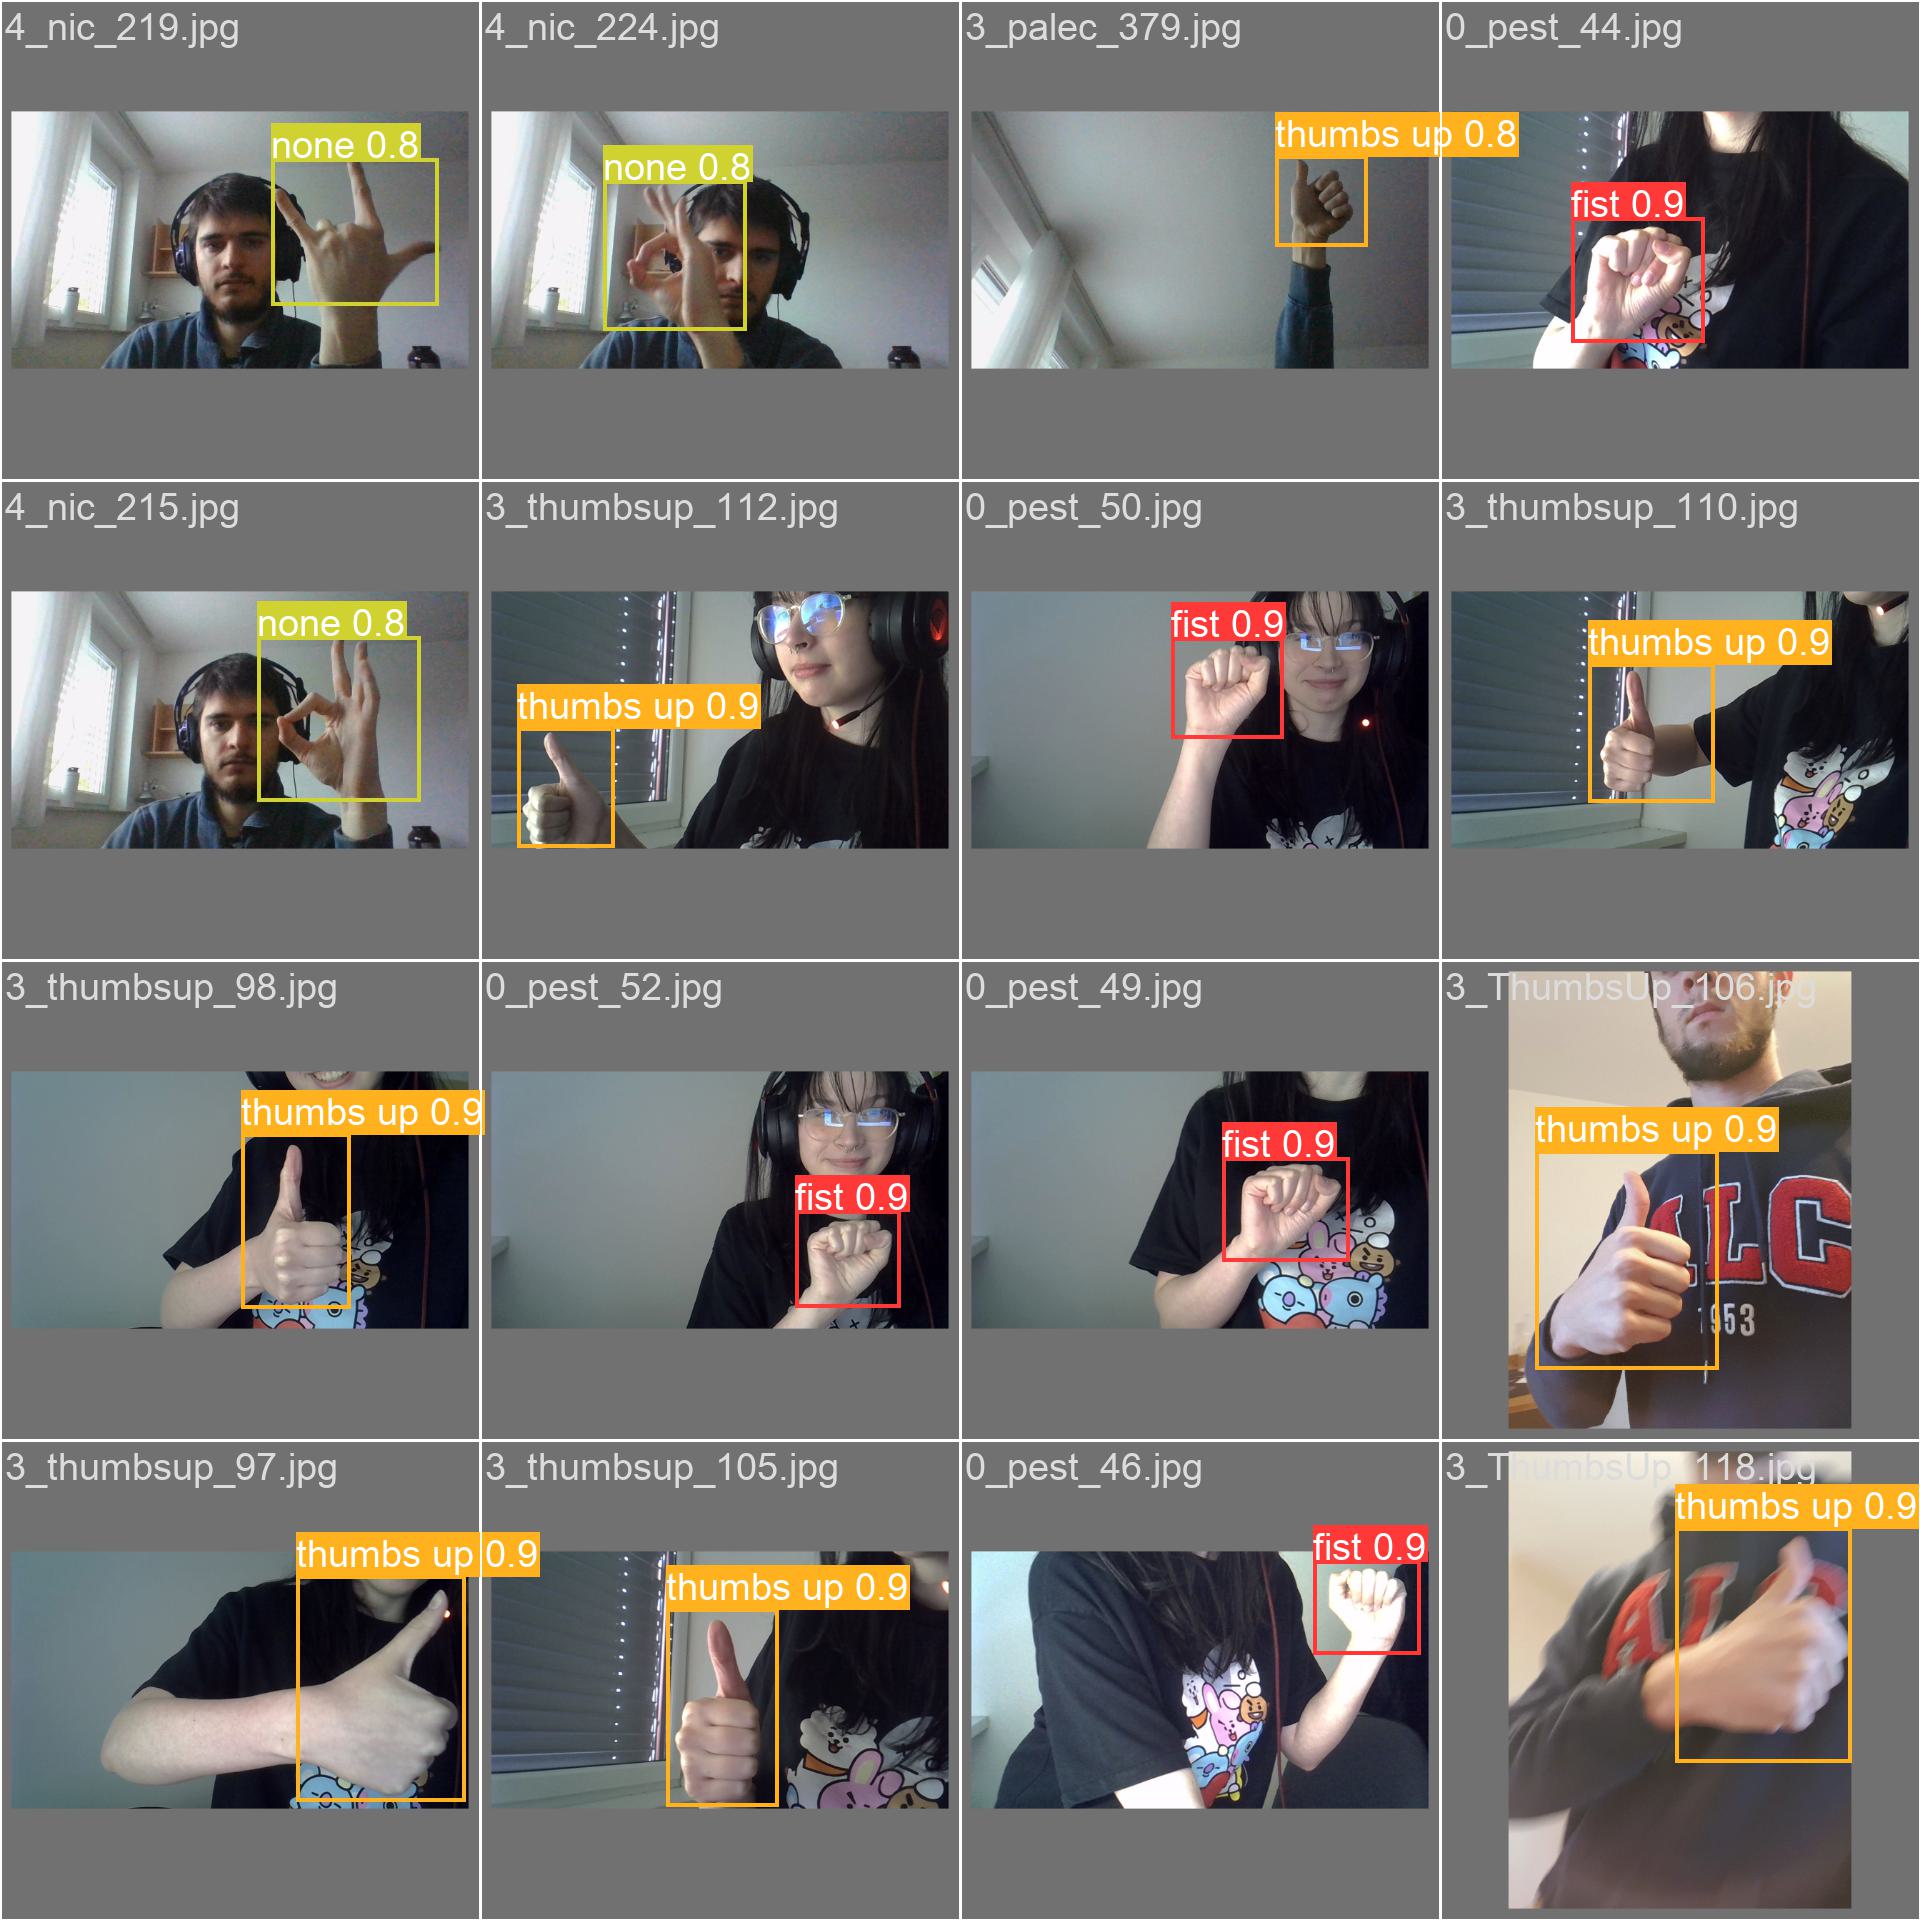 4_nic_219.jpg
none 0.8
4_nic_224.jpg
none 0.8
3_palec_379.jpg
thumbs up 0.8
0_pest_44.jpg
fist 0.9
4_nic_215.jpg
none 0.8
3_thumbsup_112.jpg
thumbs up 0.9
0_pest_50.jpg
fist 0.9
3_thumbsup_110.jpg
thumbs up 0.9
3_thumbsup_98.jpg
thumbs up 0.9
0_pest_52.jpg
fist 0.9
0_pest_49.jpg
fist 0.9
3_ThumbsUp_106.jpg
thumbs up 0.9
LC
1953
3_thumbsup_97.jpg
thumbs up 0.9
3_thumbsup_105.jpg
thumbs up 0.9
0_pest_46.jpg
fist 0.9
3_ThumbsUp_118.jpg
thumbs up 0.9